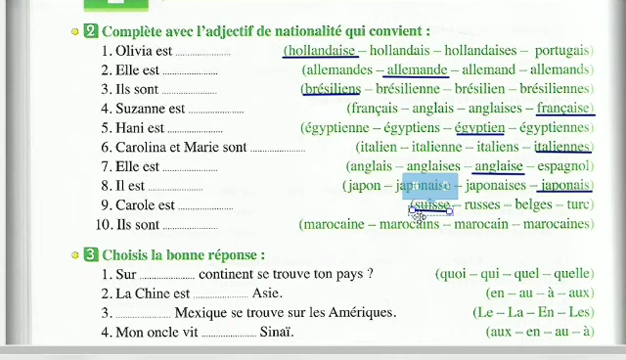 2 Complète avec l'adjectif de nationalité qui convient :
1. Olivia est .................. (hollandaise – hollandais – hollandaises – portugais)
2. Elle est .................. (allemandes – allemande – allemand – allemands)
3. Ils sont .................. (brésiliens – brésilienne – brésilien – brésiliennes)
4. Suzanne est .................. (français – anglais – anglaises – française)
5. Hani est .................. (égyptienne – égyptiens – égyptien – égyptiennes)
6. Carolina et Marie sont .................. (italien – italienne – italiens – italiennes)
7. Elle est .................. (anglais – anglaises – anglaise – espagnol)
8. Il est .................. (japon – japonaise – japonaises – japonais)
9. Carole est .................. (suisse – russes – belges – turc)
10. Ils sont .................. (marocaine – marocains – marocain – marocaines)
3 Choisis la bonne réponse :
1. Sur .................. continent se trouve ton pays ? (quoi – qui – quel – quelle)
2. La Chine est .................. Asie. (en – au – à – aux)
3. .................. Mexique se trouve sur les Amériques. (Le – La – En – Les)
4. Mon oncle vit .................. Sinaï. (aux – en – au – à)